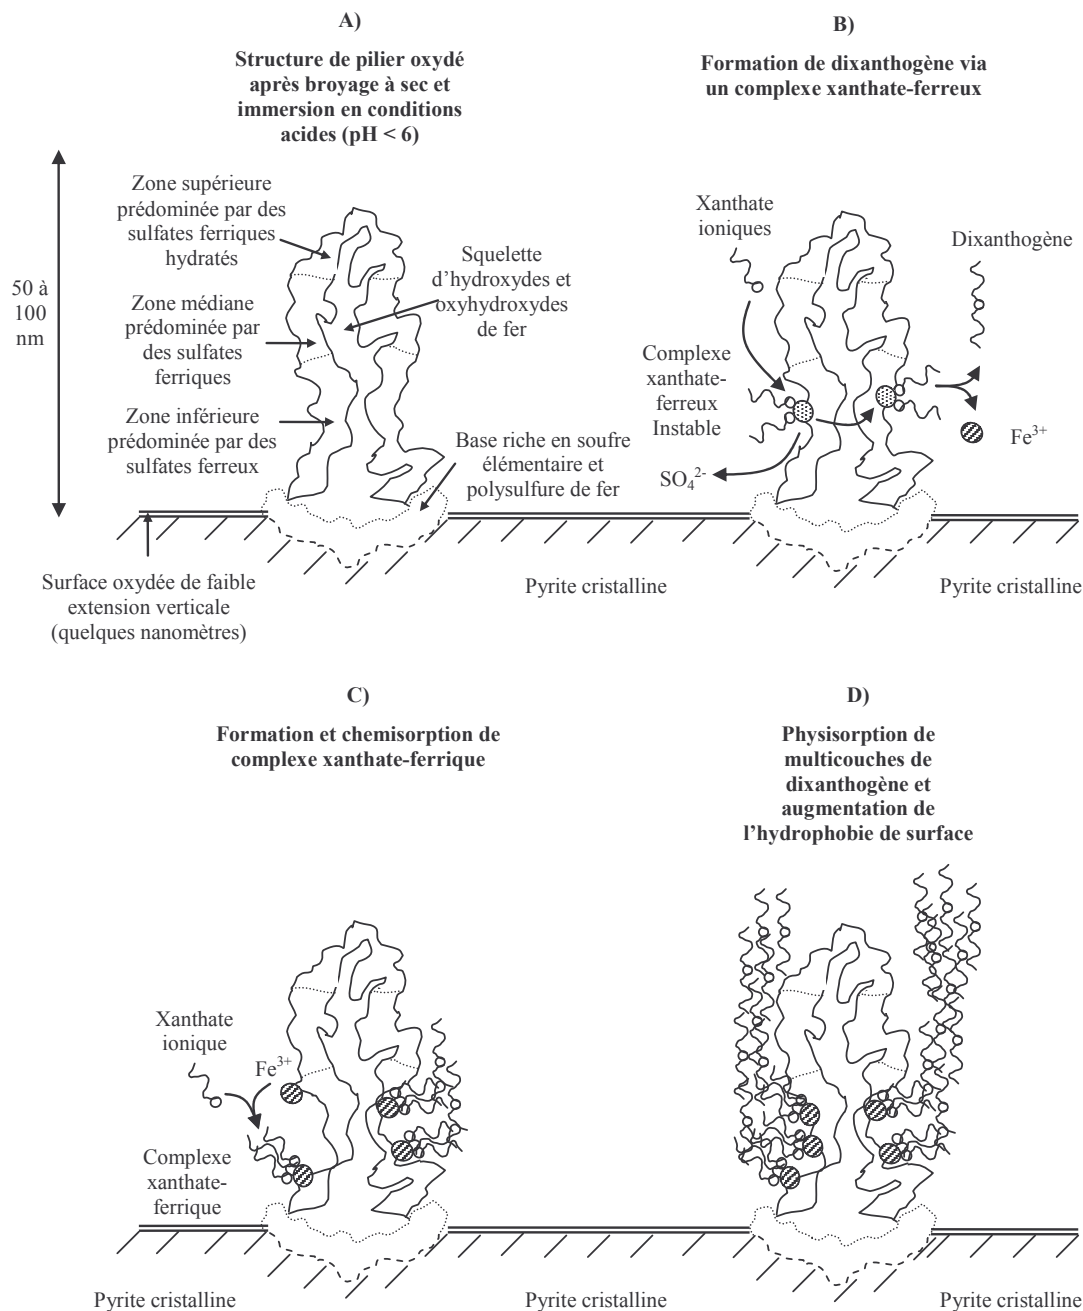 A)
Structure de pilier oxydé
après broyage à sec et
immersion en conditions
acides (pH < 6)
50 à
100
nm
Zone supérieure
prédominée par des
sulfates ferriques
hydratés
Zone médiane
prédominée par
des sulfates
ferriques
Zone inférieure
prédominée par des
sulfates ferreux
Squelette
d'hydroxydes et
oxyhydroxydes
de fer
Base riche en soufre
élémentaire et
polysulfure de fer
Surface oxydée de faible
extension verticale
(quelques nanomètres)
Pyrite cristalline
B)
Formation de dixanthogène via
un complexe xanthate-ferreux
Xanthate
ioniques
Dixanthogène
Complexe
xanthate-
ferreux
Instable
SO₄²⁻
Fe³⁺
Pyrite cristalline
C)
Formation et chemisorption de
complexe xanthate-ferrique
Xanthate
ionique
Fe³⁺
Complexe
xanthate-
ferrique
Pyrite cristalline
Pyrite cristalline
D)
Physisorption de
multicouches de
dixanthogène et
augmentation de
l'hydrophobie de surface
Pyrite cristalline